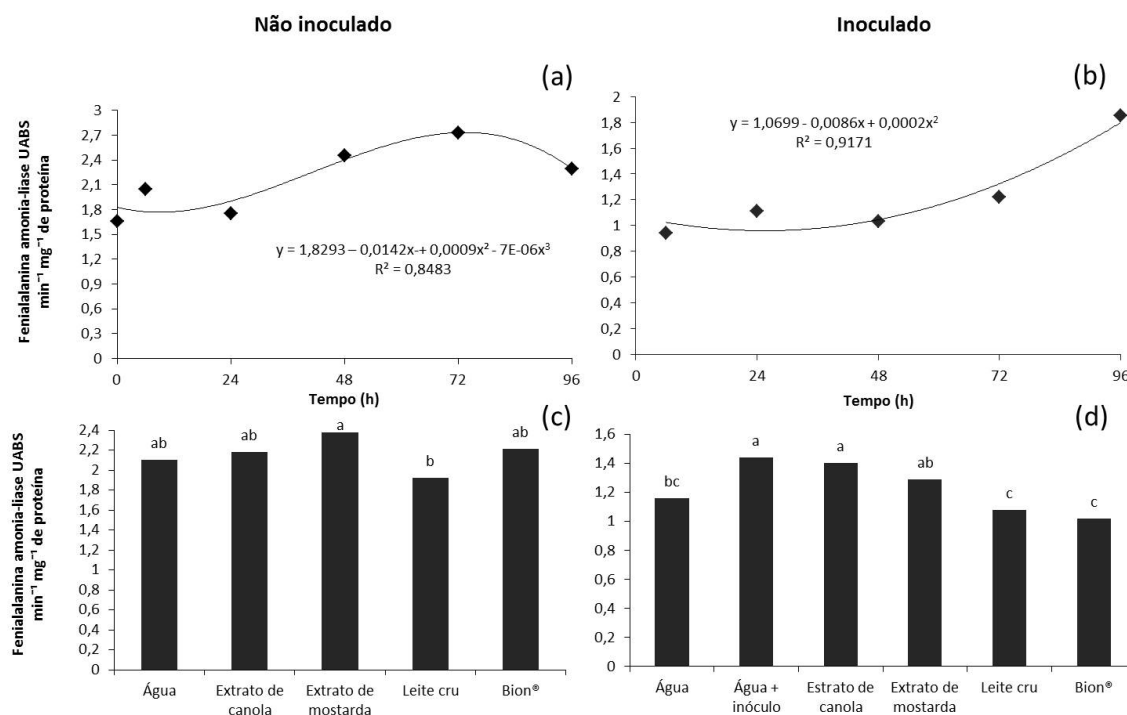 Não inoculado
Inoculado
(a)
Fenialalanina amonia-liase UABS
min⁻¹ mg⁻¹ de proteína
3
2,7
2,4
2,1
1,8
1,5
1,2
0,9
0,6
0,3
0
y = 1,8293 – 0,0142x-+ 0,0009x² - 7E-06x³
R² = 0,8483
0 24 48 72 96
Tempo (h)
(b)
2
1,8
1,6
1,4
1,2
1
0,8
0,6
0,4
0,2
0
y = 1,0699 - 0,0086x + 0,0002x²
R² = 0,9171
0 24 48 72 96
Tempo (h)
(c)
Fenialalanina amonia-liase UABS
min⁻¹ mg⁻¹ de proteína
2,4
2,2
2
1,8
1,6
1,4
1,2
1
0,8
0,6
0,4
0,2
0
ab ab a b ab
Água Extrato de Extrato de Leite cru Bion®
canola mostarda
(d)
1,6
1,4
1,2
1
0,8
0,6
0,4
0,2
0
bc a a ab c c
Água Água + Estrato de Extrato de Leite cru Bion®
inóculo canola mostarda